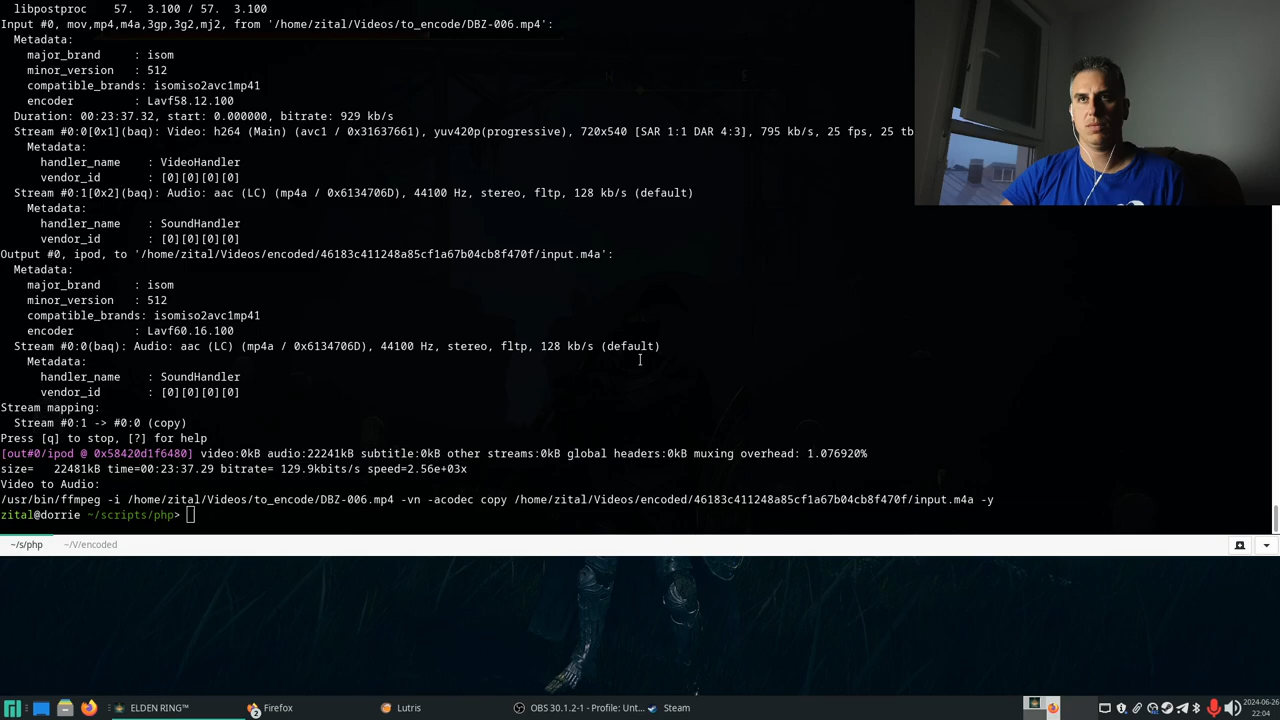 libpostproc    57.  3.100 / 57.  3.100
Input #0, mov,mp4,m4a,3gp,3g2,mj2, from '/home/zital/Videos/to_encode/DBZ-006.mp4':
Metadata:
major_brand     : isom
minor_version   : 512
compatible_brands: isomiso2avc1mp41
encoder         : Lavf58.12.100
Duration: 00:23:37.32, start: 0.000000, bitrate: 929 kb/s
Stream #0:0[0x1](baq): Video: h264 (Main) (avc1 / 0x31637661), yuv420p(progressive), 720x540 [SAR 1:1 DAR 4:3], 795 kb/s, 25 fps, 25 tb
Metadata:
handler_name    : VideoHandler
vendor_id       : [0][0][0][0]
Stream #0:1[0x2](baq): Audio: aac (LC) (mp4a / 0x6134706D), 44100 Hz, stereo, fltp, 128 kb/s (default)
Metadata:
handler_name    : SoundHandler
vendor_id       : [0][0][0][0]
Output #0, ipod, to '/home/zital/Videos/encoded/46183c411248a85cf1a67b04cb8f470f/input.m4a':
Metadata:
major_brand     : isom
minor_version   : 512
compatible_brands: isomiso2avc1mp41
encoder         : Lavf60.16.100
Stream #0:0(baq): Audio: aac (LC) (mp4a / 0x6134706D), 44100 Hz, stereo, fltp, 128 kb/s (default)
Metadata:
handler_name    : SoundHandler
vendor_id       : [0][0][0][0]
Stream mapping:
Stream #0:1 -> #0:0 (copy)
Press [q] to stop, [?] for help
[out#0/ipod @ 0x58420d1f6480] video:0kB audio:22241kB subtitle:0kB other streams:0kB global headers:0kB muxing overhead: 1.076920%
size=   22481kB time=00:23:37.29 bitrate= 129.9kbits/s speed=2.56e+03x
Video to Audio:
/usr/bin/ffmpeg -i /home/zital/Videos/to_encode/DBZ-006.mp4 -vn -acodec copy /home/zital/Videos/encoded/46183c411248a85cf1a67b04cb8f470f/input.m4a -y
zital@dorrie ~/scripts/php>
~/s/php ~/V/encoded
ELDEN RING™ 2 Firefox Lutris OBS 30.1.2-1 - Profile: Unt... Steam 2024-06-26
22:04